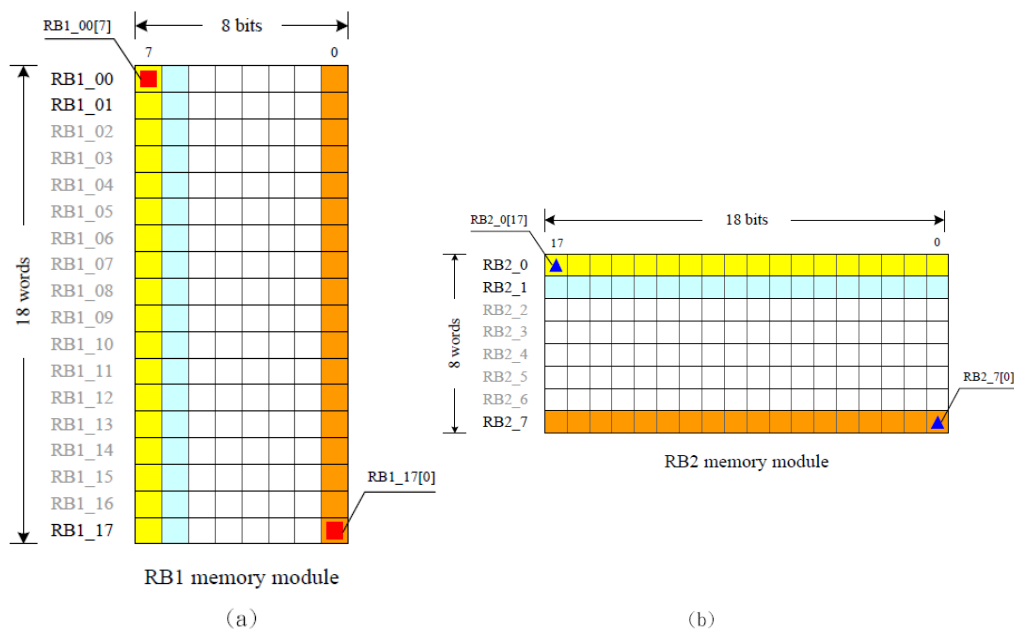 RB1_00[7]
8 bits
7
0
RB1_00
RB1_01
RB1_02
RB1_03
RB1_04
RB1_05
RB1_06
RB1_07
RB1_08
RB1_09
RB1_10
RB1_11
RB1_12
RB1_13
RB1_14
RB1_15
RB1_16
RB1_17
18 words
RB1_17[0]
RB1 memory module
(a)
RB2_0[17]
18 bits
17
0
RB2_0
RB2_1
RB2_2
RB2_3
RB2_4
RB2_5
RB2_6
RB2_7
8 words
RB2_7[0]
RB2 memory module
(b)